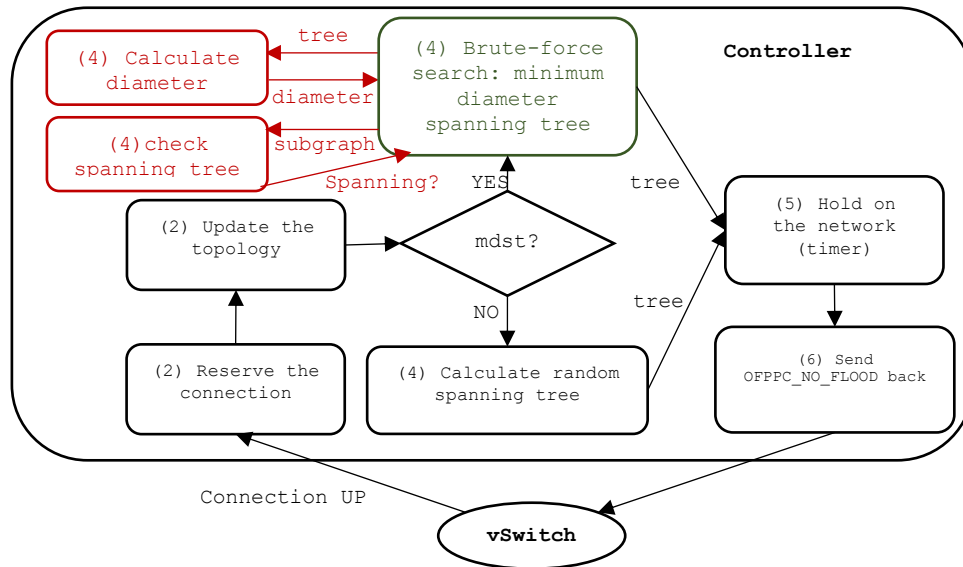 tree
(4) Calculate
diameter
diameter
(4) Brute-force
search: minimum
diameter
spanning tree
Controller
(4)check
spanning tree
subgraph
Spanning?
YES
tree
(2) Update the
topology
mdst?
(5) Hold on
the network
(timer)
NO
tree
(2) Reserve the
connection
(4) Calculate random
spanning tree
(6) Send
OFPPC_NO_FLOOD back
Connection UP
vSwitch